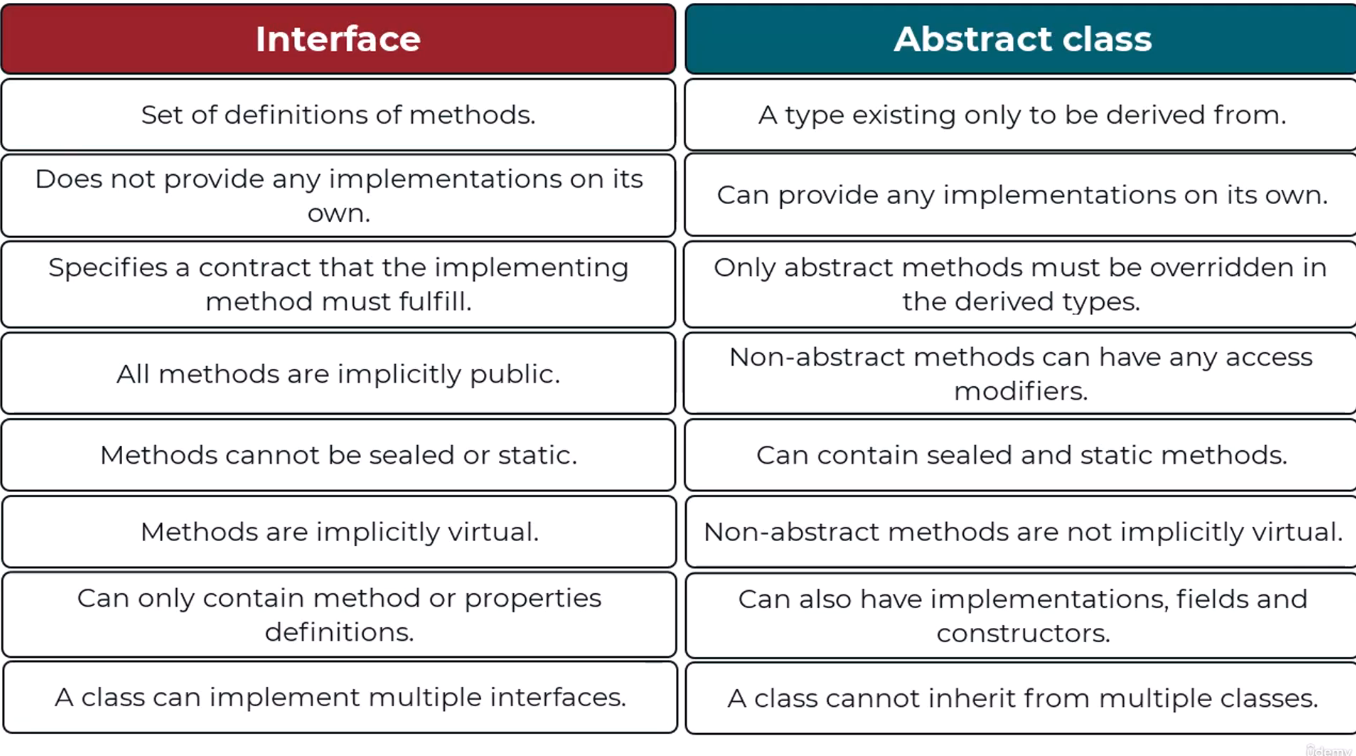 Interface
Abstract class
Set of definitions of methods.
A type existing only to be derived from.
Does not provide any implementations on its
own.
Can provide any implementations on its own.
Specifies a contract that the implementing
method must fulfill.
Only abstract methods must be overridden in
the derived types.
All methods are implicitly public.
Non-abstract methods can have any access
modifiers.
Methods cannot be sealed or static.
Can contain sealed and static methods.
Methods are implicitly virtual.
Non-abstract methods are not implicitly virtual.
Can only contain method or properties
definitions.
Can also have implementations, fields and
constructors.
A class can implement multiple interfaces.
A class cannot inherit from multiple classes.
Udemy